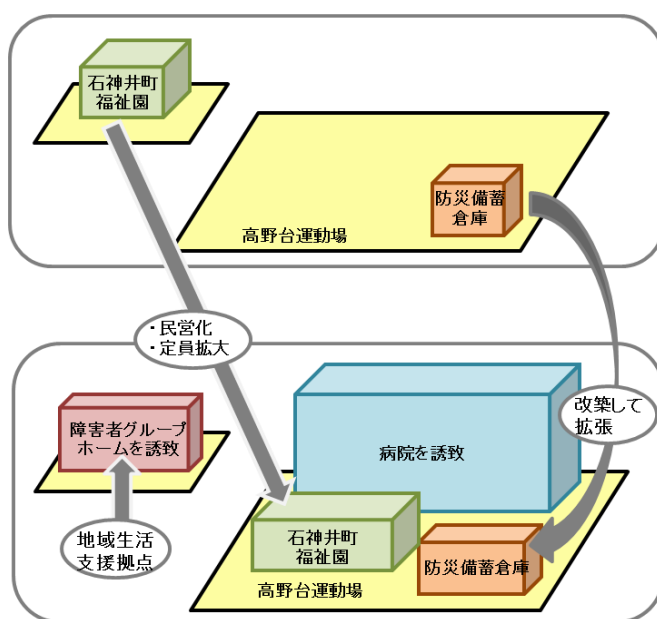 石神井町
福祉園
防災備蓄
倉庫
高野台運動場
・民営化
・定員拡大
障害者グループ
ホームを誘致
病院を誘致
改築して
拡張
地域生活
支援拠点
石神井町
福祉園
防災備蓄倉庫
高野台運動場